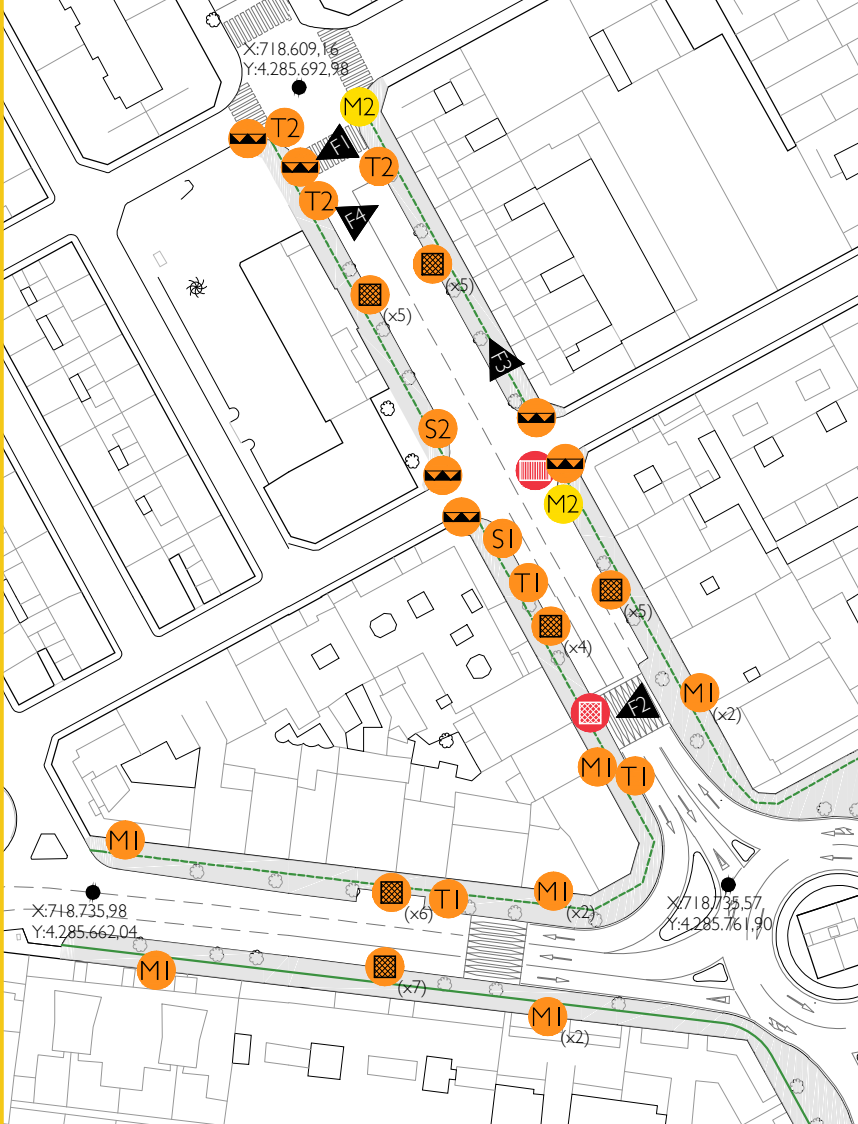 X:718.609,16
Y:4.285.692,98
M2
T2
F1
T2
T2
F4
(x5)
(x5)
F3
S2
M2
S1
T1
(x5)
(x4)
M1
F2
(x2)
M1
T1
M1
M1
T1
(x2)
(x6)
X:718.735,98
Y:4.285.662,04
X:718.735,57
Y:4.285.761,90
M1
(x7)
M1
(x2)